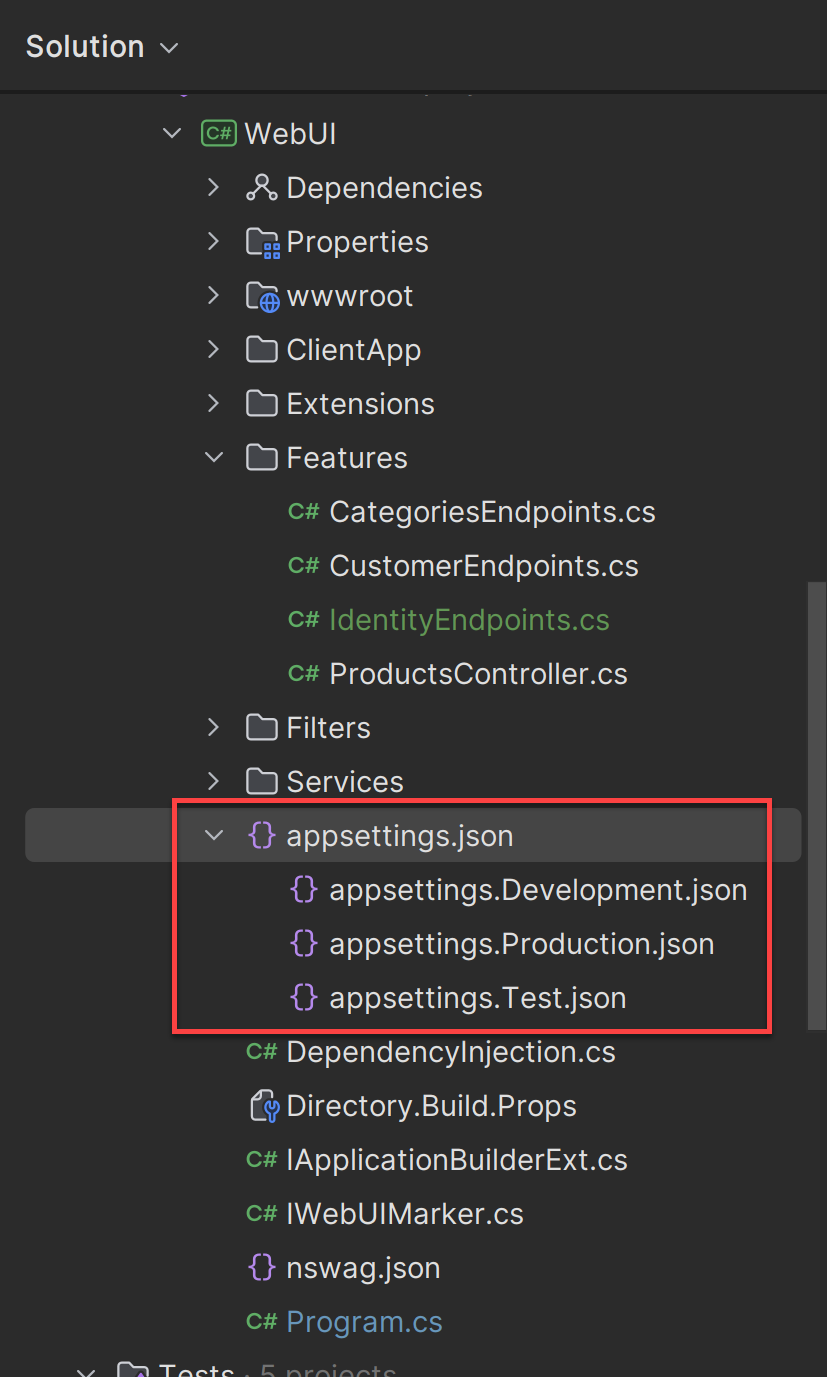 Solution
C# WebUI
Dependencies
Properties
wwwroot
ClientApp
Extensions
Features
C# CategoriesEndpoints.cs
C# CustomerEndpoints.cs
C# IdentityEndpoints.cs
C# ProductsController.cs
Filters
Services
{} appsettings.json
{} appsettings.Development.json
{} appsettings.Production.json
{} appsettings.Test.json
C# DependencyInjection.cs
Directory.Build.Props
C# IApplicationBuilderExt.cs
C# IWebUIMarker.cs
{} nswag.json
C# Program.cs
Tests · 5 projects